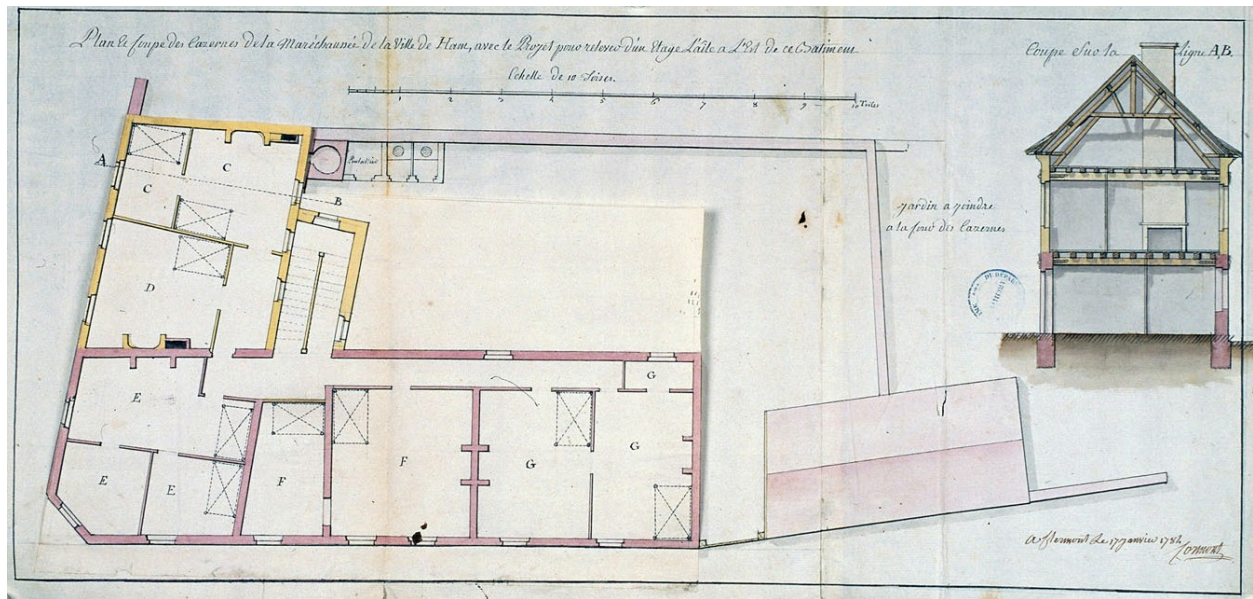 Plan & Coupe des Cazernes de la Maréchaussée de la Ville de Ham, avec le Projet pour relever d'un Etage L'aile a L'Est de ce Batiment
Echelle de 10 Toises.
1 2 3 4 5 6 7 8 9 10 Toises
Coupe Sur la ligne A,B.
A
C
C
B
D
Jardin a joindre
a la cour des Cazernes
E
E
E
F
F
G
G
G
a Clermont Le 17 Janvier 1784